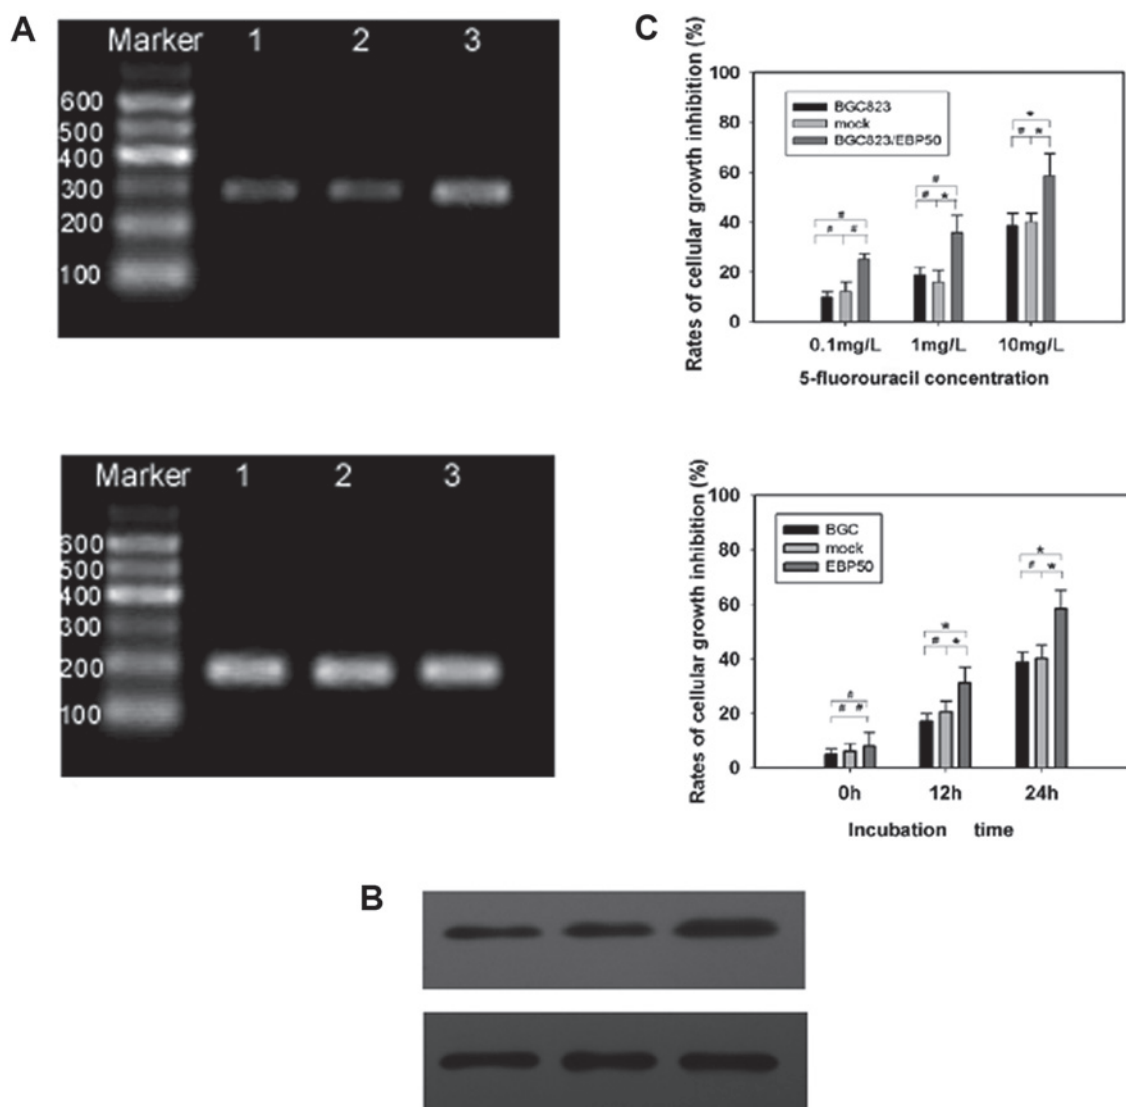 A
Marker 1 2 3
600
500
400
300
200
100
Marker 1 2 3
600
500
400
300
200
100
C
Rates of cellular growth inhibition (%)
100
80
60
40
20
0
BGC823
mock
BGC823/EBP50
*
# *
#
# *
#
# #
0.1mg/L 1mg/L 10mg/L
5-fluorouracil concentration
Rates of cellular growth inhibition (%)
100
80
60
40
20
0
BGC
mock
EBP50
*
# *
*
# *
#
# #
0h 12h 24h
Incubation time
B